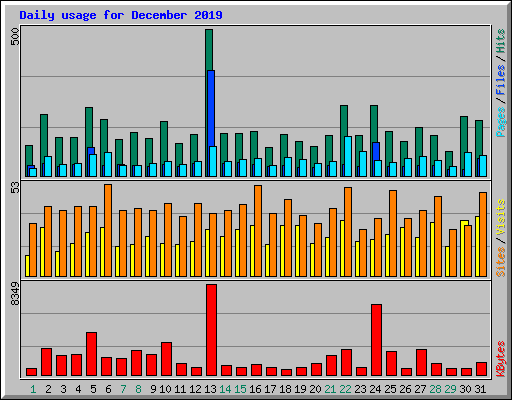 Daily usage for December 2019
500
Pages / Files / Hits
53
Sites / Visits
8349
KBytes
1 2 3 4 5 6 7 8 9 10 11 12 13 14 15 16 17 18 19 20 21 22 23 24 25 26 27 28 29 30 31